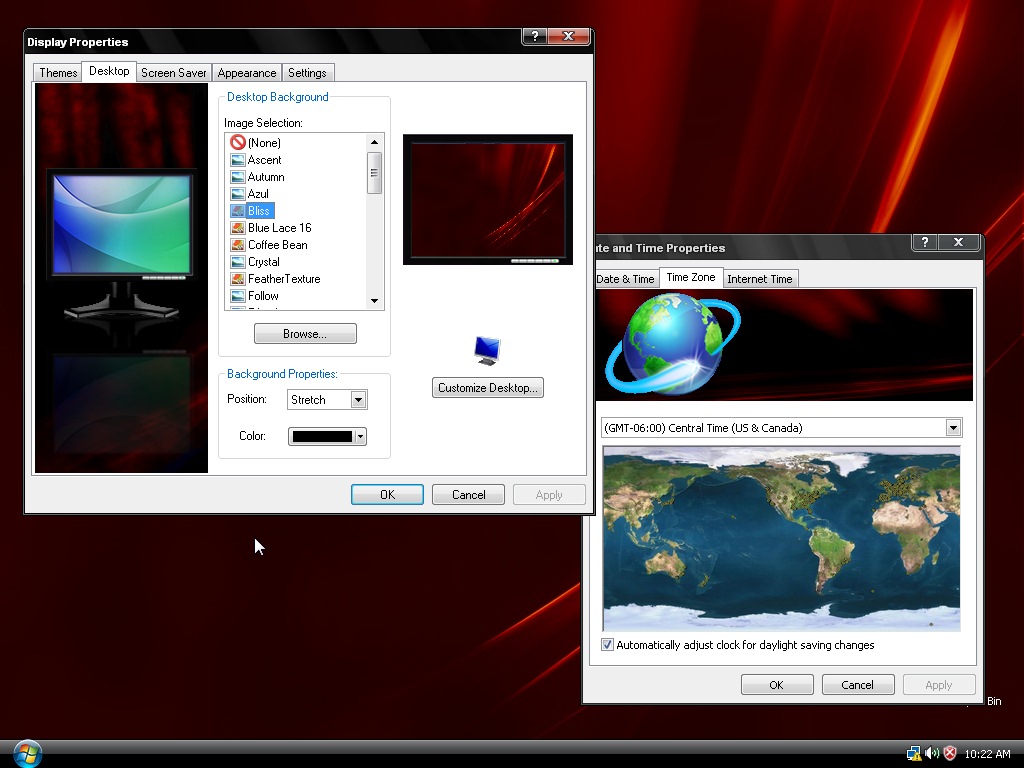 Display Properties
?
Themes
Desktop
Screen Saver
Appearance
Settings
Desktop Background
Image Selection:
(None)
Ascent
Autumn
Azul
Bliss
Blue Lace 16
Coffee Bean
Crystal
FeatherTexture
Follow
Browse...
Customize Desktop...
Background Properties:
Position:
Stretch
Color:
OK
Cancel
Apply
ate and Time Properties
?
Date & Time
Time Zone
Internet Time
(GMT-06:00) Central Time (US & Canada)
Automatically adjust clock for daylight saving changes
OK
Cancel
Apply
Bin
10:22 AM